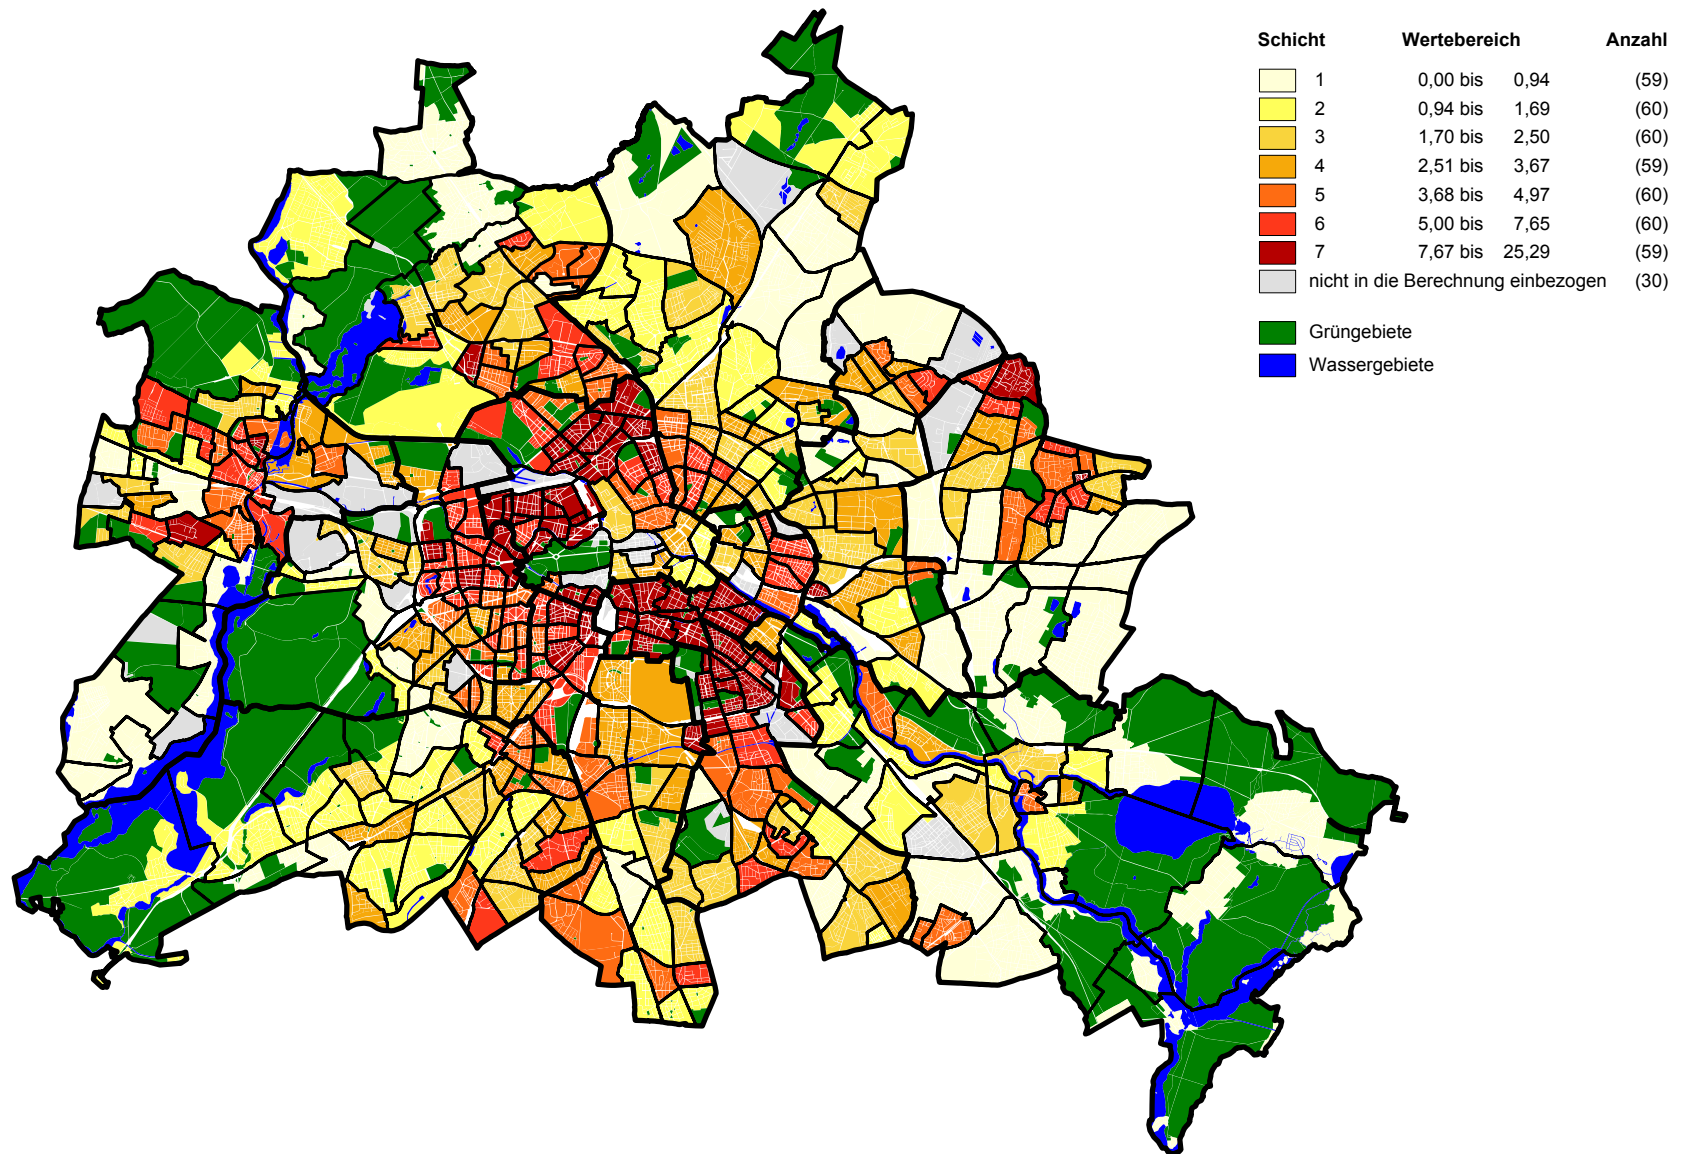 Schicht Wertebereich Anzahl
1 0,00 bis 0,94 (59)
2 0,94 bis 1,69 (60)
3 1,70 bis 2,50 (60)
4 2,51 bis 3,67 (59)
5 3,68 bis 4,97 (60)
6 5,00 bis 7,65 (60)
7 7,67 bis 25,29 (59)
nicht in die Berechnung einbezogen (30)
Grüngebiete
Wassergebiete